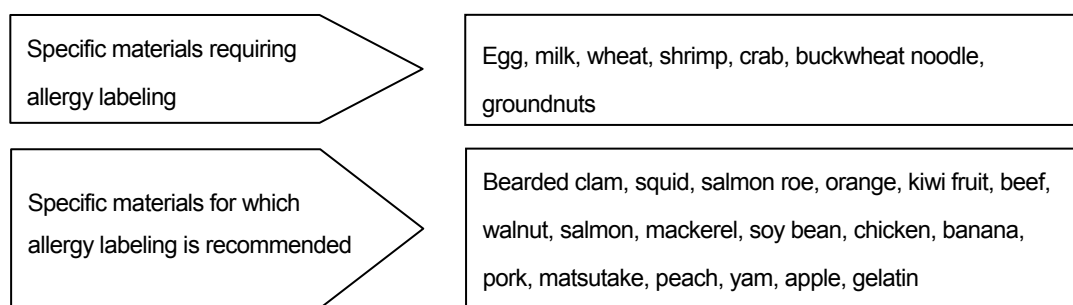 Specific materials requiring
allergy labeling
Egg, milk, wheat, shrimp, crab, buckwheat noodle,
groundnuts
Specific materials for which
allergy labeling is recommended
Bearded clam, squid, salmon roe, orange, kiwi fruit, beef,
walnut, salmon, mackerel, soy bean, chicken, banana,
pork, matsutake, peach, yam, apple, gelatin